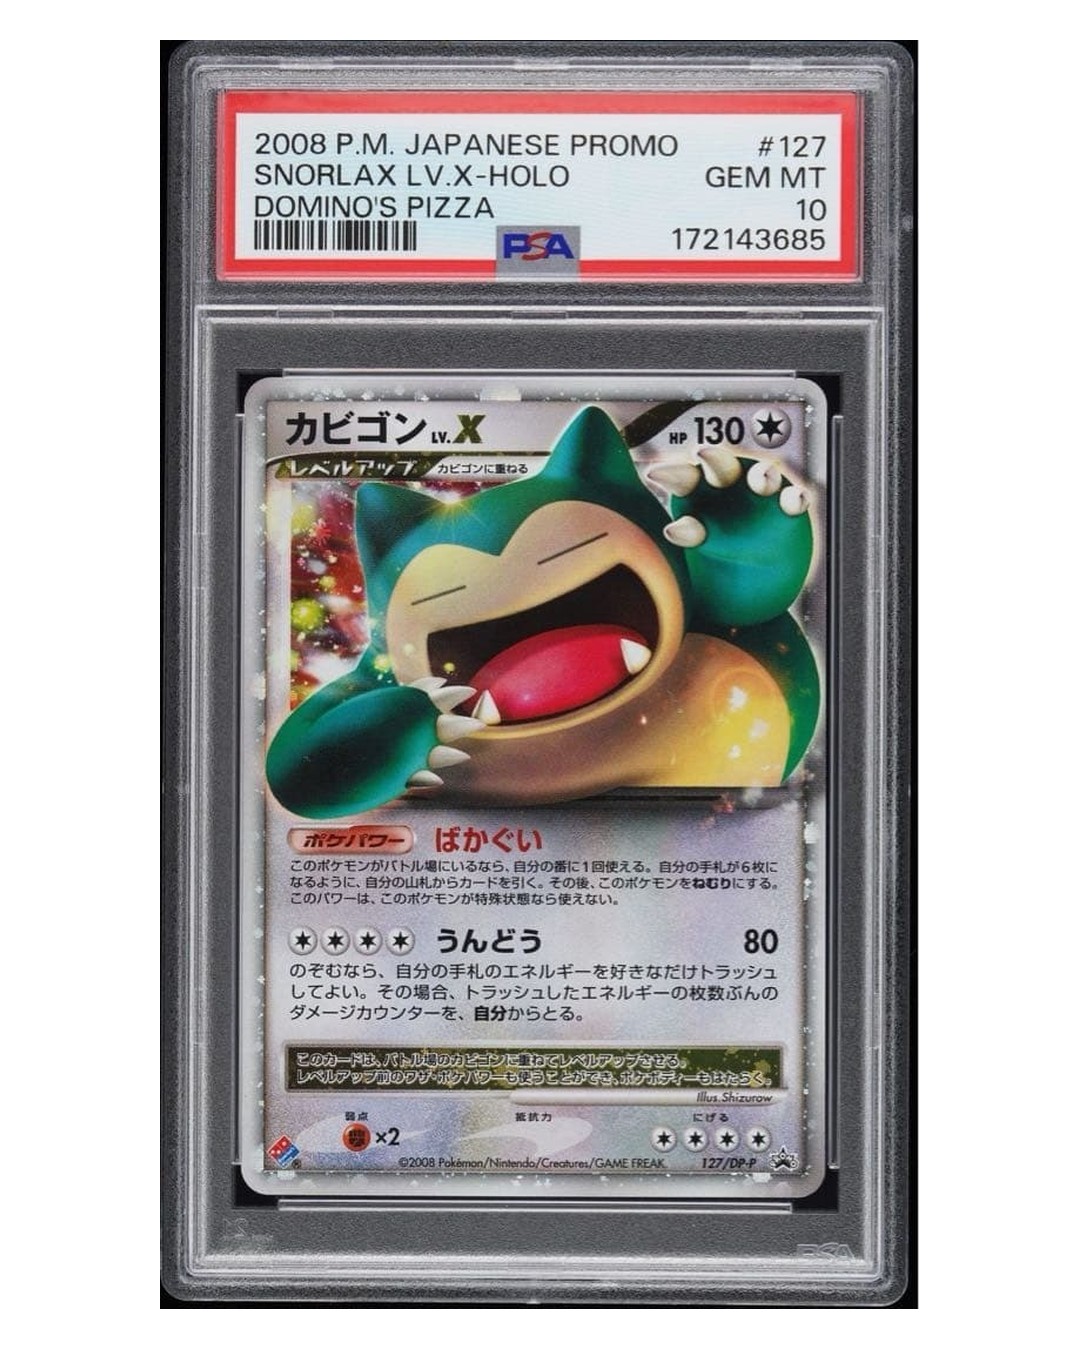 2008 P.M. JAPANESE PROMO #127
SNORLAX LV.X-HOLO GEM MT
DOMINO'S PIZZA 10
PSA 172143685
カビゴン LV.X HP 130
レベルアップ カビゴンに重ねる
ポケパワー ばかぐい
このポケモンがバトル場にいるなら、自分の番に1回使える。自分の手札が6枚に
なるように、自分の山札からカードを引く。その後、このポケモンをねむりにする。
このパワーは、このポケモンが特殊状態なら使えない。
うんどう 80
のぞむなら、自分の手札のエネルギーを好きなだけトラッシュ
してよい。その場合、トラッシュしたエネルギーの枚数ぶんの
ダメージカウンターを、自分からとる。
このカードは、バトル場のカビゴンに重ねてレベルアップさせる。
レベルアップ前のワザ・ポケパワーも使うことができ、ポケボディーもはたらく。
Illus. Shizurow
弱点 抵抗力 にげる
×2
©2008 Pokémon/Nintendo/Creatures/GAME FREAK. 127/DP-P
PSA